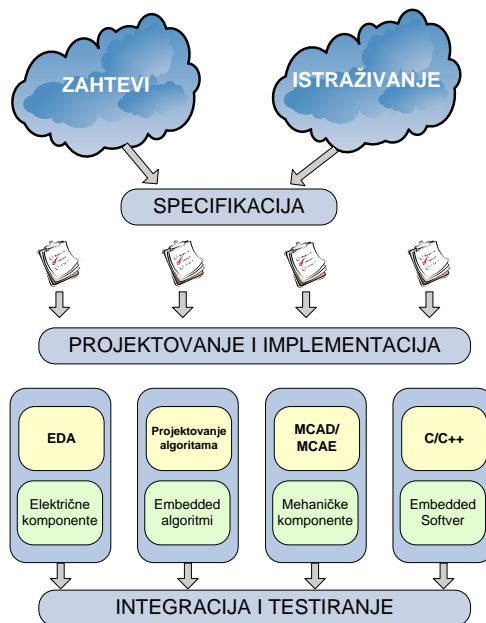 ZAHTEVI
ISTRAŽIVANJE
SPECIFIKACIJA
PROJEKTOVANJE I IMPLEMENTACIJA
EDA
Projektovanje
algoritama
MCAD/
MCAE
C/C++
Električne
komponente
Embedded
algoritmi
Mehaničke
komponente
Embedded
Softver
INTEGRACIJA I TESTIRANJE